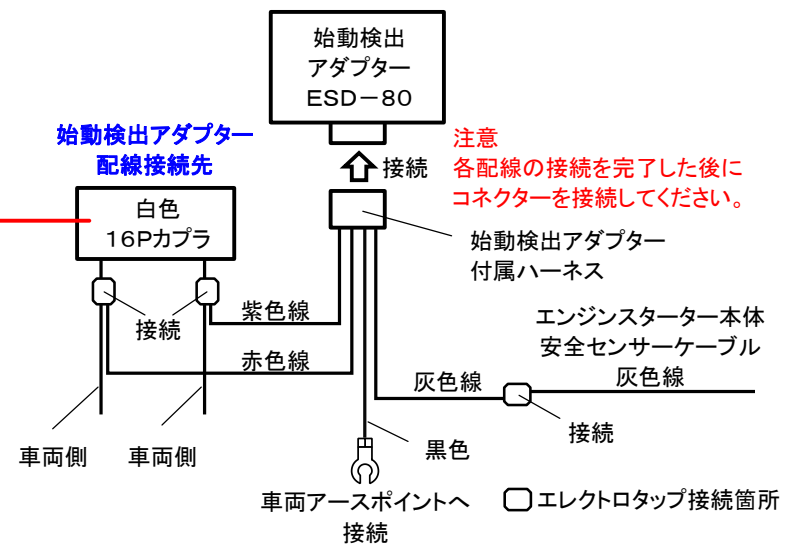 始動検出
アダプター
ESD－80
始動検出アダプター
配線接続先
注意
各配線の接続を完了した後に
コネクターを接続してください。
接続
白色
16Pカプラ
始動検出アダプター
付属ハーネス
接続
紫色線
赤色線
エンジンスターター本体
安全センサーケーブル
灰色線
灰色線
接続
車両側
車両側
黒色
車両アースポイントへ
接続
エレクトロタップ接続箇所